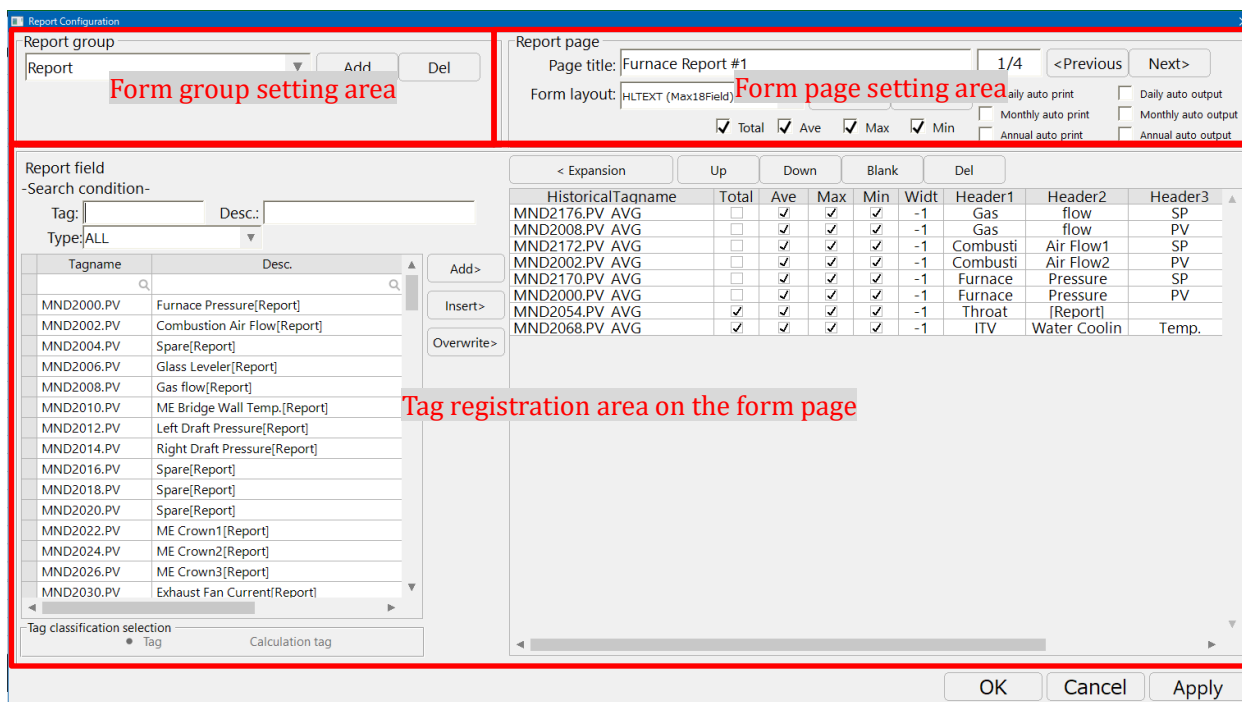 Report Configuration
Report group
Report Add Del
Form group setting area
Report page
Page title: Furnace Report #1 1/4 <Previous Next>
Form layout: HLTEXT (Max18Field)
Form page setting area
aily auto print Daily auto output
Monthly auto print Monthly auto output
Annual auto print Annual auto output
Total Ave Max Min
Report field
-Search condition-
Tag: Desc.:
Type: ALL
Tagname Desc.
MND2000.PV Furnace Pressure[Report]
MND2002.PV Combustion Air Flow[Report]
MND2004.PV Spare[Report]
MND2006.PV Glass Leveler[Report]
MND2008.PV Gas flow[Report]
MND2010.PV ME Bridge Wall Temp.[Report]
MND2012.PV Left Draft Pressure[Report]
MND2014.PV Right Draft Pressure[Report]
MND2016.PV Spare[Report]
MND2018.PV Spare[Report]
MND2020.PV Spare[Report]
MND2022.PV ME Crown1[Report]
MND2024.PV ME Crown2[Report]
MND2026.PV ME Crown3[Report]
MND2030.PV Exhaust Fan Current[Report]
Tag classification selection
Tag Calculation tag
Add>
Insert>
Overwrite>
Tag registration area on the form page
< Expansion Up Down Blank Del
HistoricalTagname Total Ave Max Min Widt Header1 Header2 Header3
MND2176.PV AVG -1 Gas flow SP
MND2008.PV AVG -1 Gas flow PV
MND2172.PV AVG -1 Combusti Air Flow1 SP
MND2002.PV AVG -1 Combusti Air Flow2 PV
MND2170.PV AVG -1 Furnace Pressure SP
MND2000.PV AVG -1 Furnace Pressure PV
MND2054.PV AVG -1 Throat [Report]
MND2068.PV AVG -1 ITV Water Coolin Temp.
OK Cancel Apply